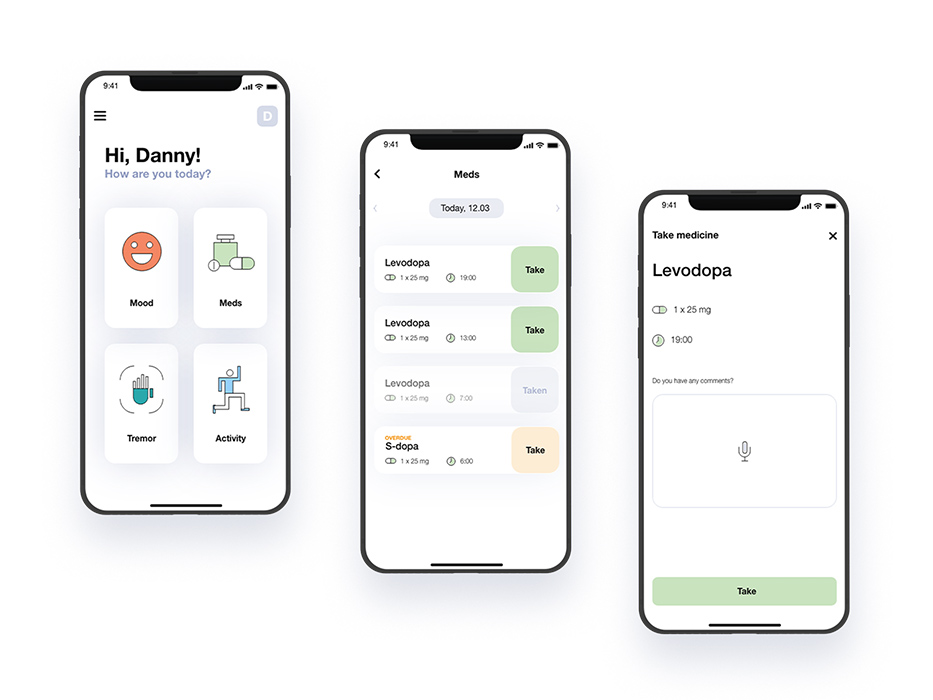 9:41
D
Hi, Danny!
How are you today?
Mood
Meds
Tremor
Activity
9:41
Meds
Today, 12.03
Levodopa
1 x 25 mg 19:00
Take
Levodopa
1 x 25 mg 13:00
Take
Levodopa
1 x 25 mg 7:00
Taken
OVERDUE
S-dopa
1 x 25 mg 6:00
Take
9:41
Take medicine
Levodopa
1 x 25 mg
19:00
Do you have any comments?
Take